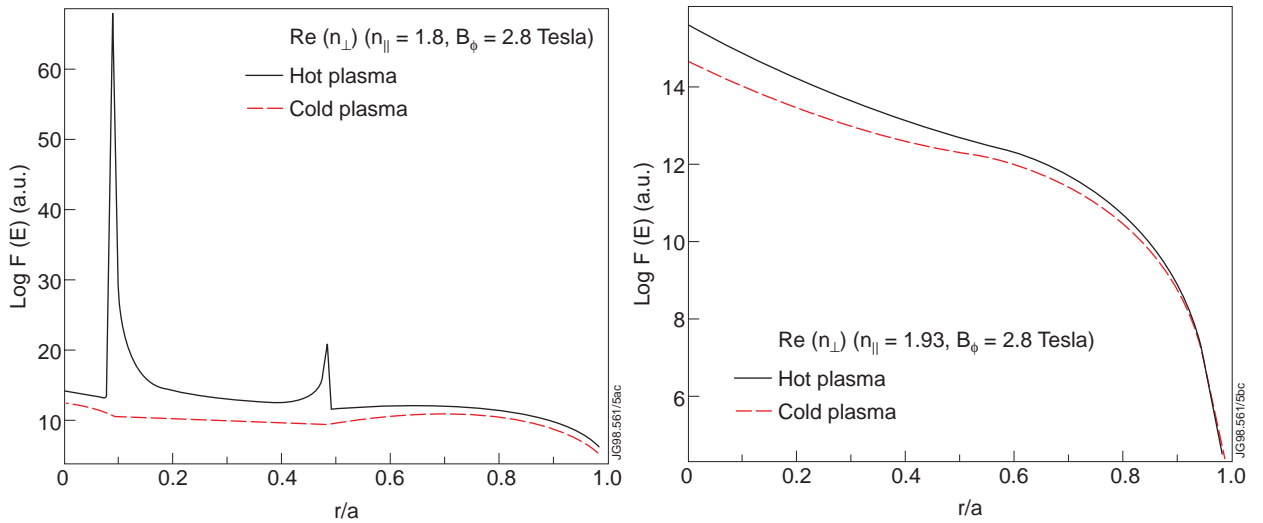 Re (n⊥) (n|| = 1.8, Bϕ = 2.8 Tesla)
Hot plasma
Cold plasma
Log F (E) (a.u.)
60
50
40
30
20
10
0
0.2
0.4
0.6
0.8
1.0
r/a
JG98.561/5ac
Log F (E) (a.u.)
14
12
10
8
6
Re (n⊥) (n|| = 1.93, Bϕ = 2.8 Tesla)
Hot plasma
Cold plasma
0
0.2
0.4
0.6
0.8
1.0
r/a
JG98.561/5bc